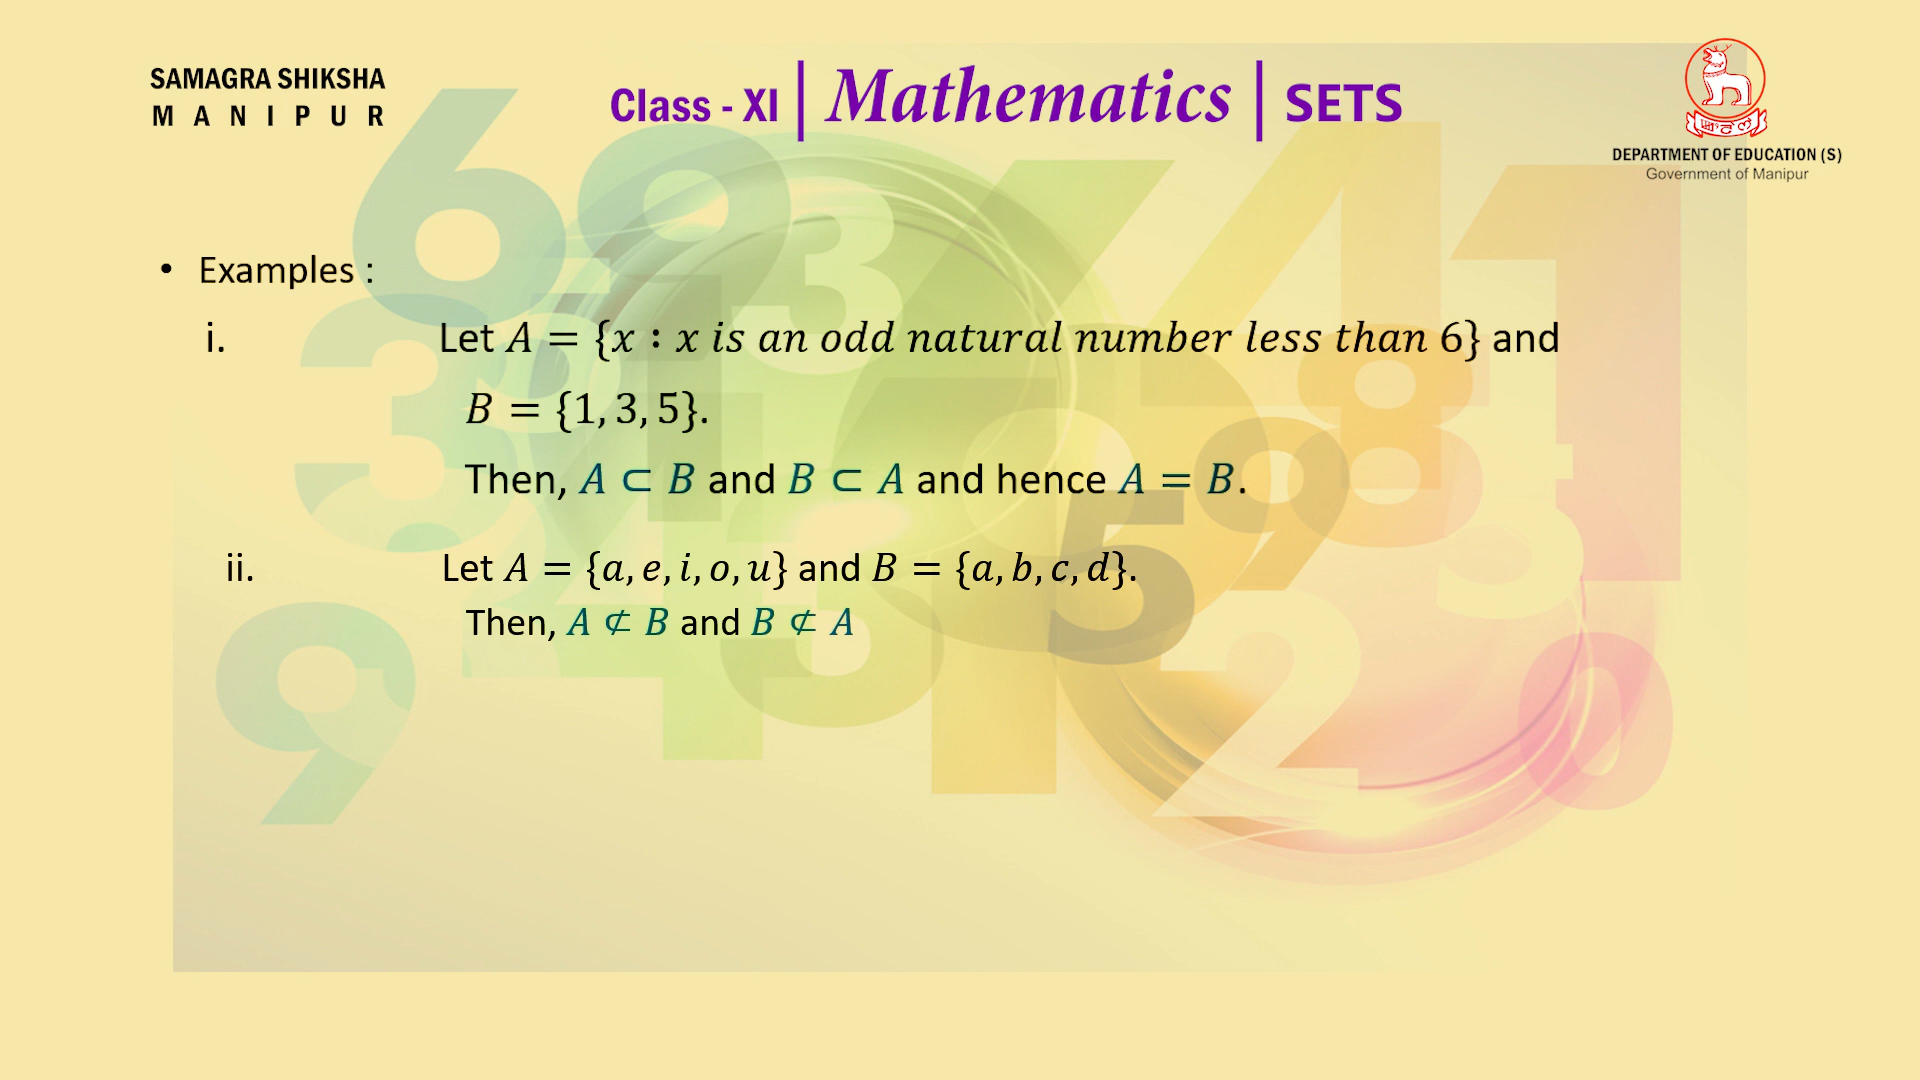 SAMAGRA SHIKSHA
MANIPUR
Class - XI | Mathematics | SETS
DEPARTMENT OF EDUCATION (S)
Government of Manipur
• Examples :
i. Let A = {x : x is an odd natural number less than 6} and
B = {1, 3, 5}.
Then, A ⊂ B and B ⊂ A and hence A = B.
ii. Let A = {a, e, i, o, u} and B = {a, b, c, d}.
Then, A ⊄ B and B ⊄ A